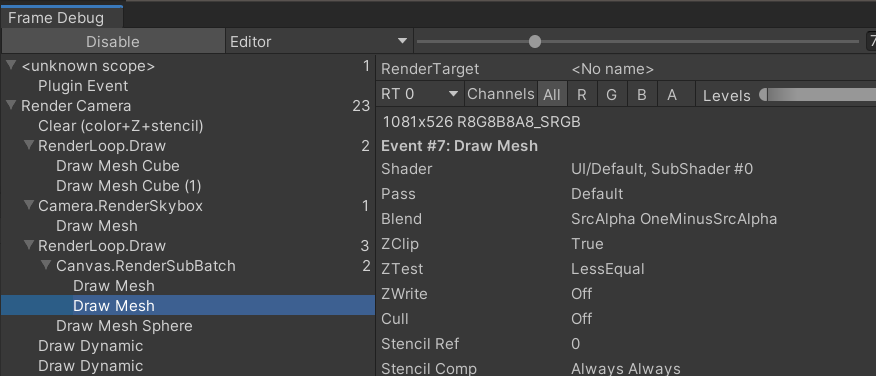 Frame Debug
Disable Editor 7
<unknown scope> 1
Plugin Event
Render Camera 23
Clear (color+Z+stencil)
RenderLoop.Draw 2
Draw Mesh Cube
Draw Mesh Cube (1)
Camera.RenderSkybox 1
Draw Mesh
RenderLoop.Draw 3
Canvas.RenderSubBatch 2
Draw Mesh
Draw Mesh
Draw Mesh Sphere
Draw Dynamic
Draw Dynamic
RenderTarget <No name>
RT 0 Channels All R G B A Levels
1081x526 R8G8B8A8_SRGB
Event #7: Draw Mesh
Shader UI/Default, SubShader #0
Pass Default
Blend SrcAlpha OneMinusSrcAlpha
ZClip True
ZTest LessEqual
ZWrite Off
Cull Off
Stencil Ref 0
Stencil Comp Always Always